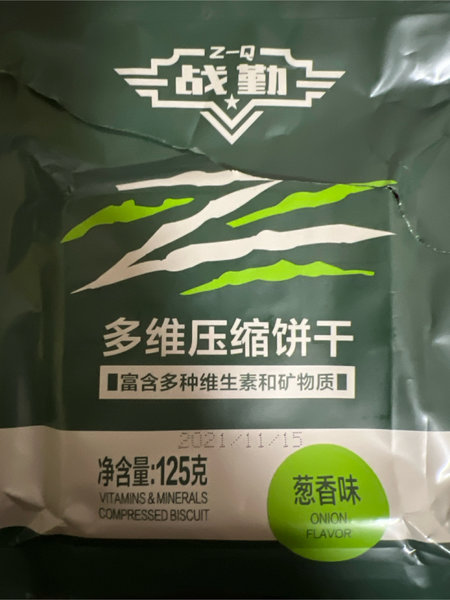 Z-Q
战勤
多维压缩饼干
富含多种维生素和矿物质
2021/11/15
净含量:125克
VITAMINS & MINERALS
COMPRESSED BISCUIT
葱香味
ONION
FLAVOR